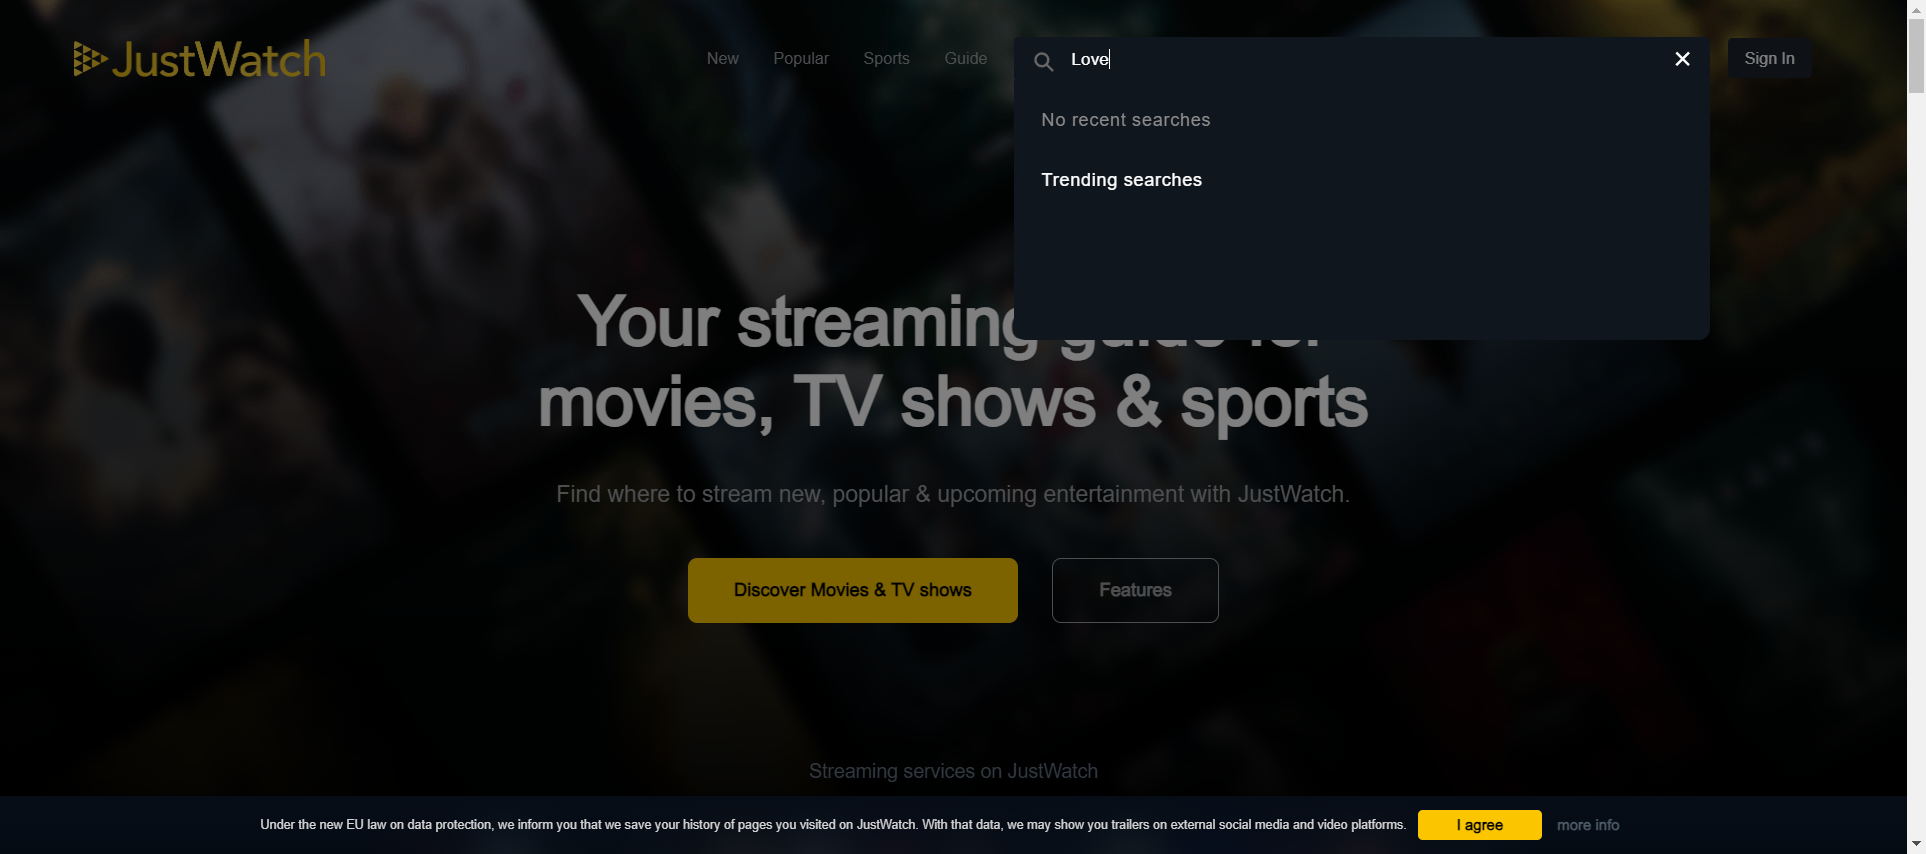 JustWatch
New Popular Sports Guide
Love
Sign In
No recent searches
Trending searches
Your streaming guide for
movies, TV shows & sports
Find where to stream new, popular & upcoming entertainment with JustWatch.
Discover Movies & TV shows
Features
Streaming services on JustWatch
Under the new EU law on data protection, we inform you that we save your history of pages you visited on JustWatch. With that data, we may show you trailers on external social media and video platforms.
I agree
more info